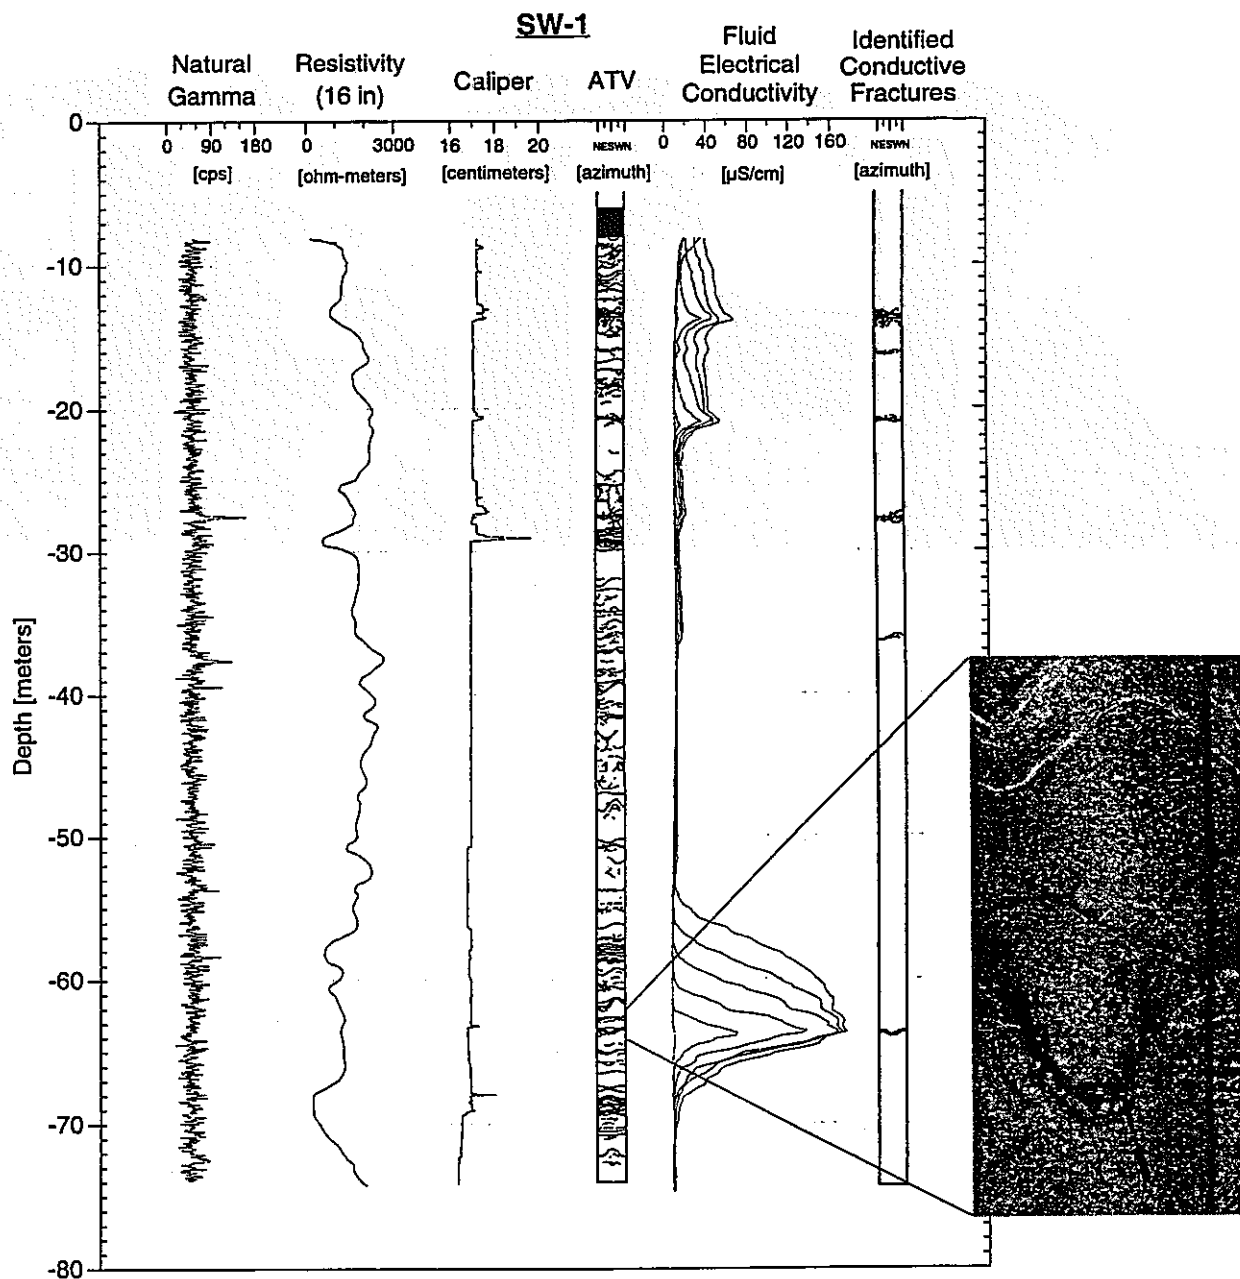 SW-1
Natural
Gamma
Resistivity
(16 in)
Caliper
ATV
Fluid
Electrical
Conductivity
Identified
Conductive
Fractures
0 90 180
[cps]
0 3000
[ohm-meters]
16 18 20
[centimeters]
NESWN
[azimuth]
0 40 80 120 160
[µS/cm]
NESWN
[azimuth]
Depth [meters]
0
-10
-20
-30
-40
-50
-60
-70
-80